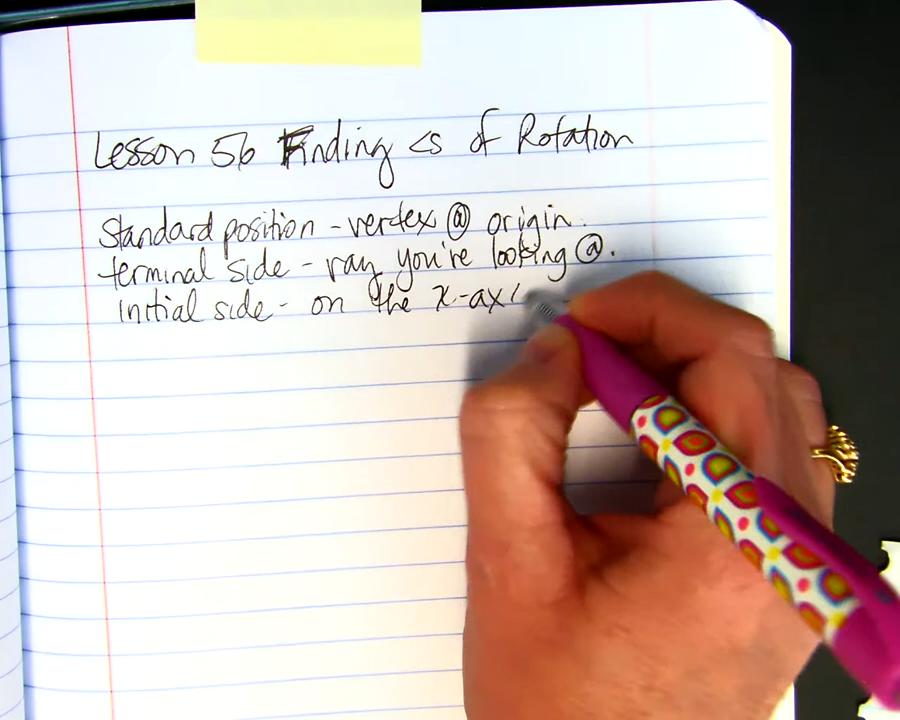 Lesson 56 Finding <s of Rotation
Standard position - vertex @ origin.
terminal side - ray you're looking @.
initial side - on the x-axi